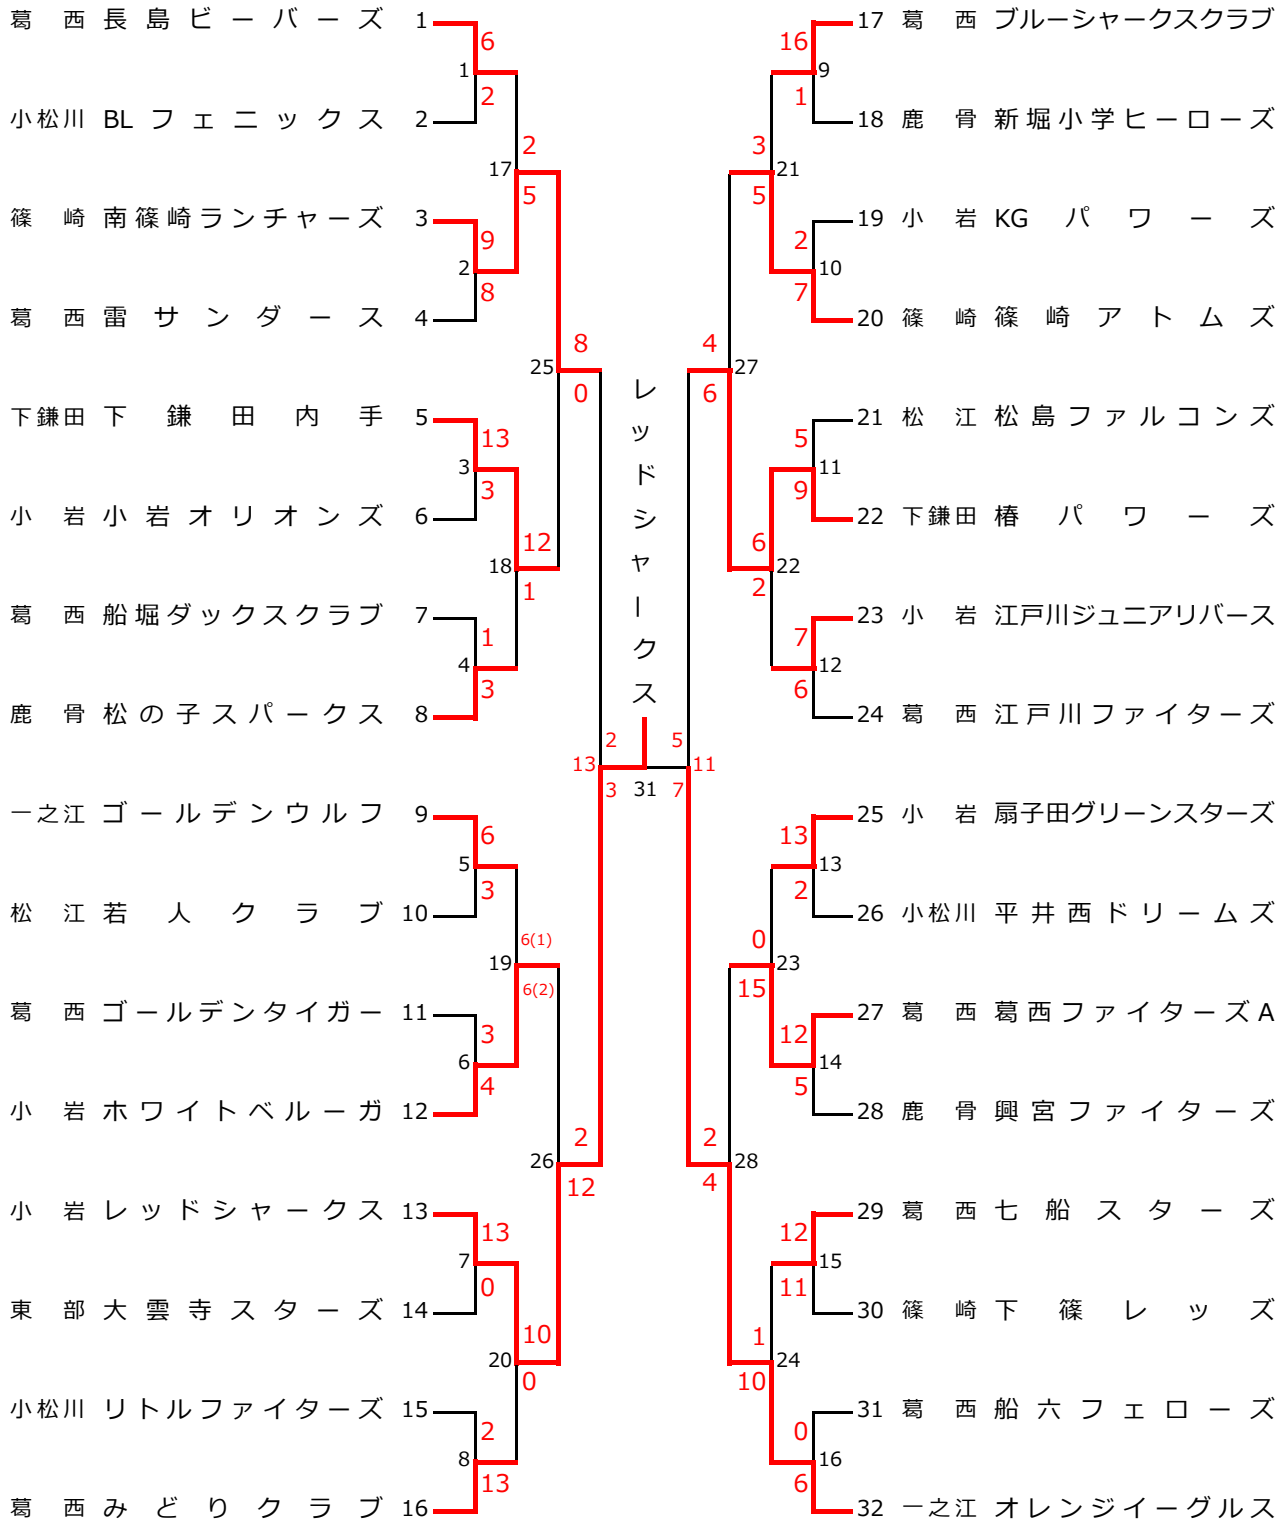 葛西 長島ビーバーズ 1
6
1
2
小松川 BLフェニックス 2
2
17
5
篠崎 南篠崎ランチャーズ 3
9
2
8
葛西 雷サンダース 4
8
25
0
下鎌田 下鎌田内手 5
13
3
3
小岩 小岩オリオンズ 6
12
18
1
葛西 船堀ダックスクラブ 7
1
4
3
鹿骨 松の子スパークス 8
2
13
3
一之江 ゴールデンウルフ 9
6
5
3
松江 若人クラブ 10
6(1)
19
6(2)
葛西 ゴールデンタイガー 11
3
6
4
小岩 ホワイトベルーガ 12
2
26
12
小岩 レッドシャークス 13
13
7
0
東部 大雲寺スターズ 14
10
20
0
小松川 リトルファイターズ 15
2
8
13
葛西 みどりクラブ 16
レッドシャークス
31
17 葛西 ブルーシャークスクラブ
16
9
1
18 鹿骨 新堀小学ヒーローズ
3
21
5
19 小岩 KGパワーズ
2
10
7
20 篠崎 篠崎アトムズ
4
27
6
21 松江 松島ファルコンズ
5
11
9
22 下鎌田 椿パワーズ
6
22
2
23 小岩 江戸川ジュニアリバース
7
12
6
24 葛西 江戸川ファイターズ
5
11
7
25 小岩 扇子田グリーンスターズ
13
13
2
26 小松川 平井西ドリームズ
0
23
15
27 葛西 葛西ファイターズA
12
14
5
28 鹿骨 興宮ファイターズ
2
28
4
29 葛西 七船スターズ
12
15
11
30 篠崎 下篠レッズ
1
24
10
31 葛西 船六フェローズ
0
16
6
32 一之江 オレンジイーグルス